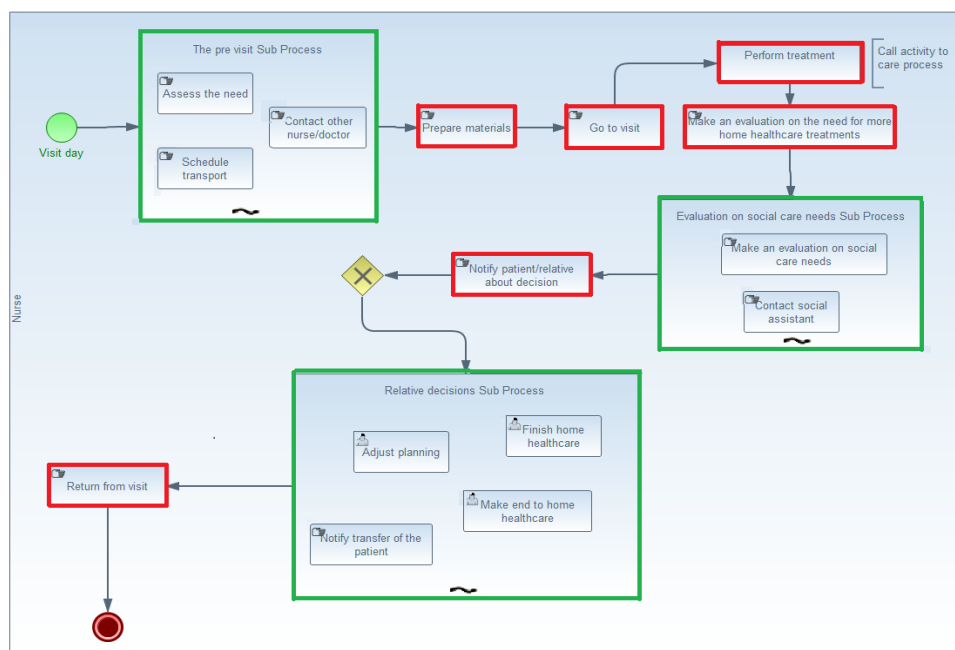 The pre visit Sub Process
Assess the need
Contact other
nurse/doctor
Schedule
transport
Visit day
Prepare materials
Go to visit
Perform treatment
Call activity to
care process
Make an evaluation on the need for more
home healthcare treatments
Evaluation on social care needs Sub Process
Make an evaluation on social
care needs
Contact social
assistant
Notify patient/relative
about decision
Nurse
Relative decisions Sub Process
Finish home
healthcare
Adjust planning
Make end to home
healthcare
Notify transfer of the
patient
Return from visit